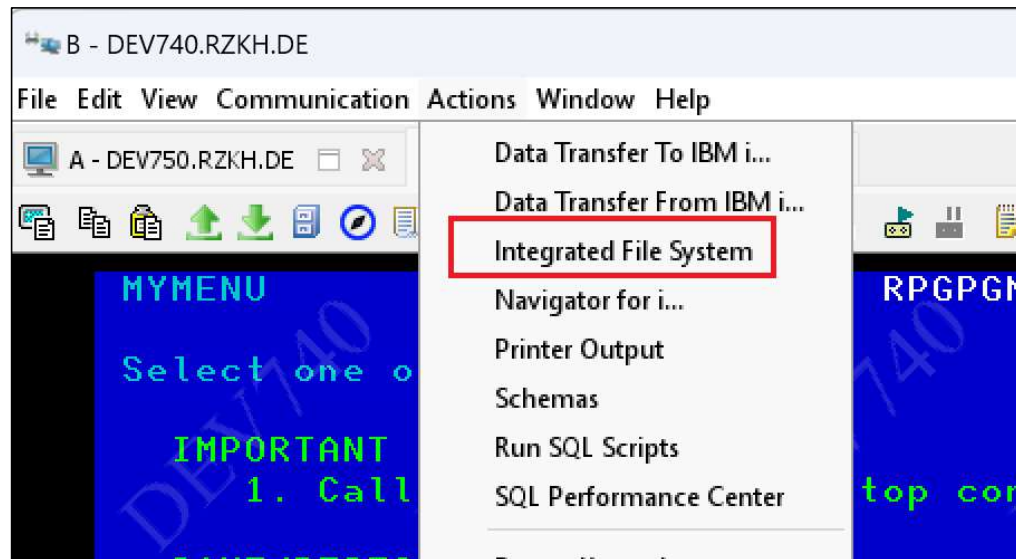 B - DEV740.RZKH.DE
File Edit View Communication Actions Window Help
A - DEV750.RZKH.DE
Data Transfer To IBM i...
Data Transfer From IBM i...
Integrated File System
Navigator for i...
Printer Output
Schemas
Run SQL Scripts
SQL Performance Center
MYMENU RPGPGM
Select one o
IMPORTANT
1. Call top cor
DEV740
740